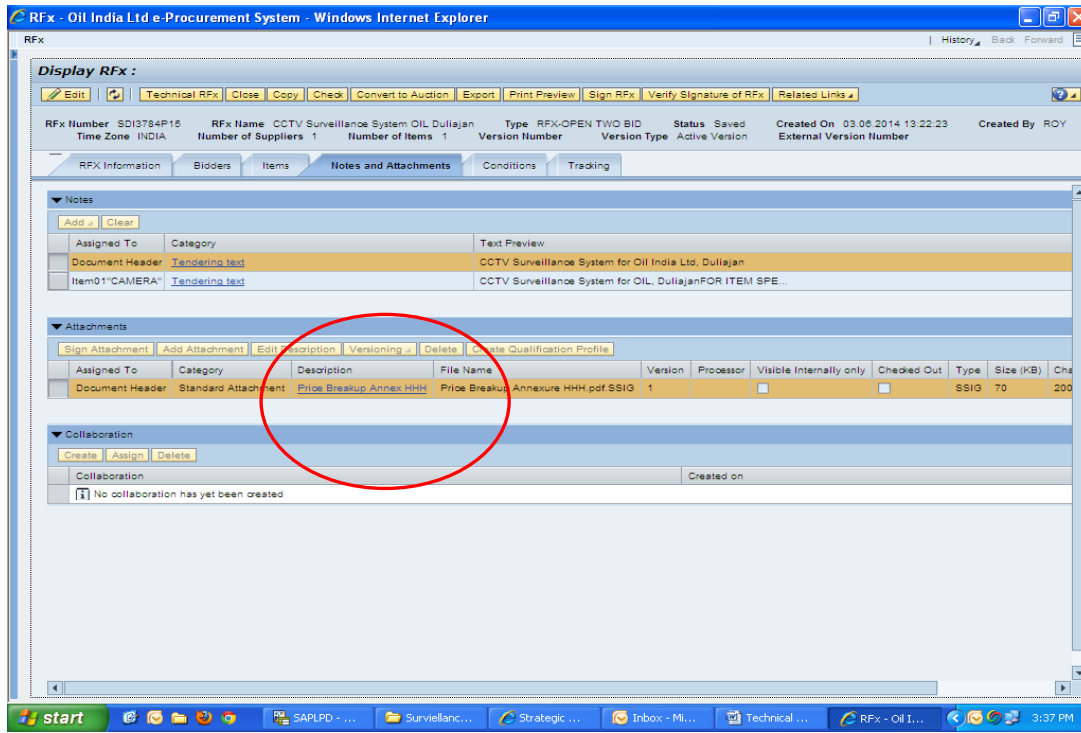 RFx - Oil India Ltd e-Procurement System - Windows Internet Explorer
RFx | History Back Forward
Display RFx :
Edit | | Technical RFx Close Copy Check Convert to Auction Export Print Preview Sign RFx Verify Signature of RFx Related Links
RFx Number SDI3784P15 RFx Name CCTV Surveillance System OIL Duliajan Type RFX-OPEN TWO BID Status Saved Created On 03.06.2014 13:22:23 Created By ROY
Time Zone INDIA Number of Suppliers 1 Number of Items 1 Version Number Version Type Active Version External Version Number
RFX Information Bidders Items Notes and Attachments Conditions Tracking
Notes
Add Clear
Assigned To Category Text Preview
Document Header Tendering text CCTV Surveillance System for Oil India Ltd, Duliajan
Item01"CAMERA" Tendering text CCTV Surveillance System for OIL, DuliajanFOR ITEM SPE...
Attachments
Sign Attachment Add Attachment Edit Description Versioning Delete Create Qualification Profile
Assigned To Category Description File Name Version Processor Visible Internally only Checked Out Type Size (KB) Cha
Document Header Standard Attachment Price Breakup Annex HHH Price Breakup Annexure HHH.pdf.SSIG 1 SSIG 70 200
Collaboration
Create Assign Delete
Collaboration Created on
No collaboration has yet been created
start SAPLPD - ... Surviellanc... Strategic ... Inbox - Mi... Technical ... RFx - Oil I... 3:37 PM